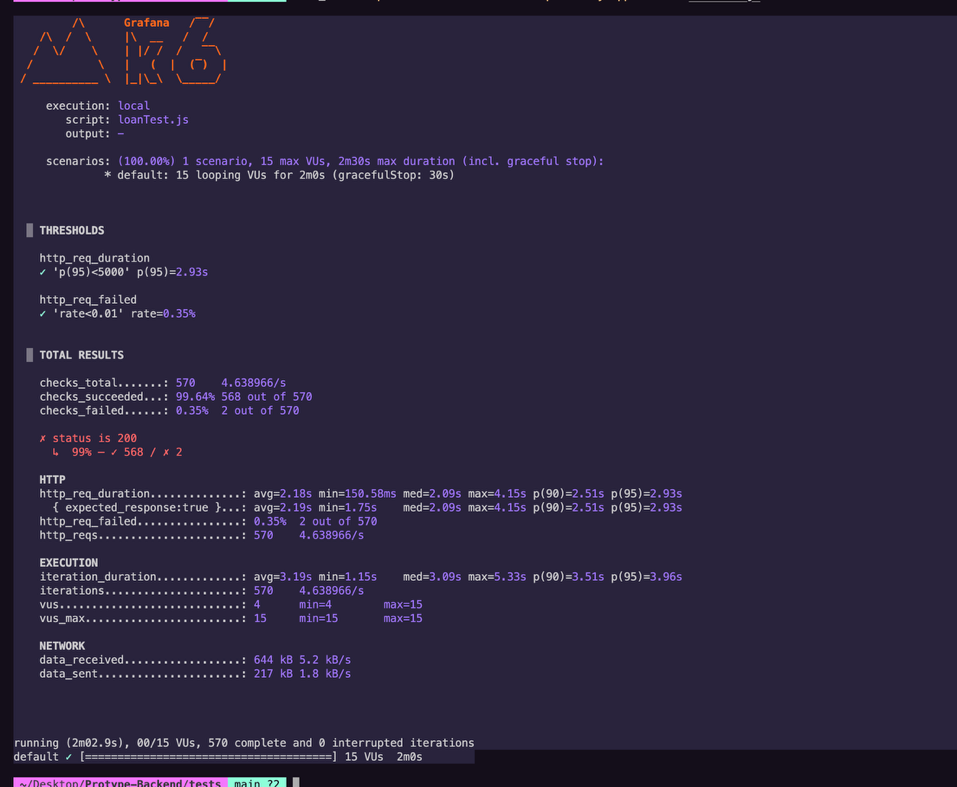 Grafana
execution: local
script: loanTest.js
output: -
scenarios: (100.00%) 1 scenario, 15 max VUs, 2m30s max duration (incl. graceful stop):
* default: 15 looping VUs for 2m0s (gracefulStop: 30s)
THRESHOLDS
http_req_duration
✓ 'p(95)<5000' p(95)=2.93s
http_req_failed
✓ 'rate<0.01' rate=0.35%
TOTAL RESULTS
checks_total.......: 570 4.638966/s
checks_succeeded...: 99.64% 568 out of 570
checks_failed......: 0.35% 2 out of 570
✗ status is 200
↳ 99% — ✓ 568 / ✗ 2
HTTP
http_req_duration..............: avg=2.18s min=150.58ms med=2.09s max=4.15s p(90)=2.51s p(95)=2.93s
{ expected_response:true }...: avg=2.19s min=1.75s med=2.09s max=4.15s p(90)=2.51s p(95)=2.93s
http_req_failed................: 0.35% 2 out of 570
http_reqs......................: 570 4.638966/s
EXECUTION
iteration_duration.............: avg=3.19s min=1.15s med=3.09s max=5.33s p(90)=3.51s p(95)=3.96s
iterations.....................: 570 4.638966/s
vus............................: 4 min=4 max=15
vus_max........................: 15 min=15 max=15
NETWORK
data_received..................: 644 kB 5.2 kB/s
data_sent......................: 217 kB 1.8 kB/s
running (2m02.9s), 00/15 VUs, 570 complete and 0 interrupted iterations
default ✓ [======================================] 15 VUs 2m0s
~/Desktop/Protype-Backend/tests main ?2